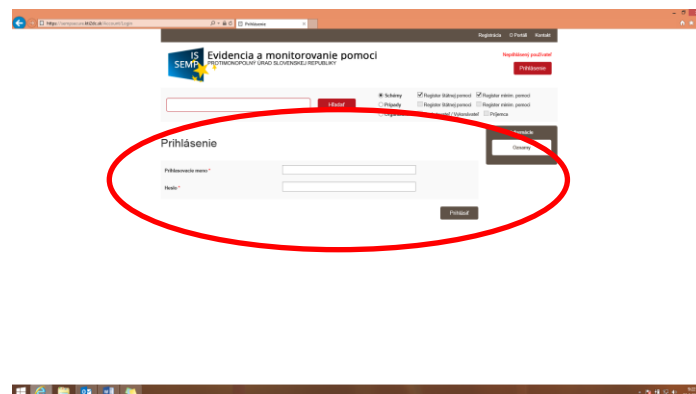 Prihlásenie
Registrácia O Portáli Kontakt
IS
SEMP
Evidencia a monitorovanie pomoci
PROTIMONOPOLNÝ ÚRAD SLOVENSKEJ REPUBLIKY
Neprihlásený používateľ
Prihlásenie
Hľadať
Schémy Register štátnej pomoci Register minim. pomoci
Prípady Register štátnej pomoci Register minim. pomoci
Príjemca
Prihlásenie
Oznamy
Prihlasovacie meno *
Heslo *
Prihlásiť